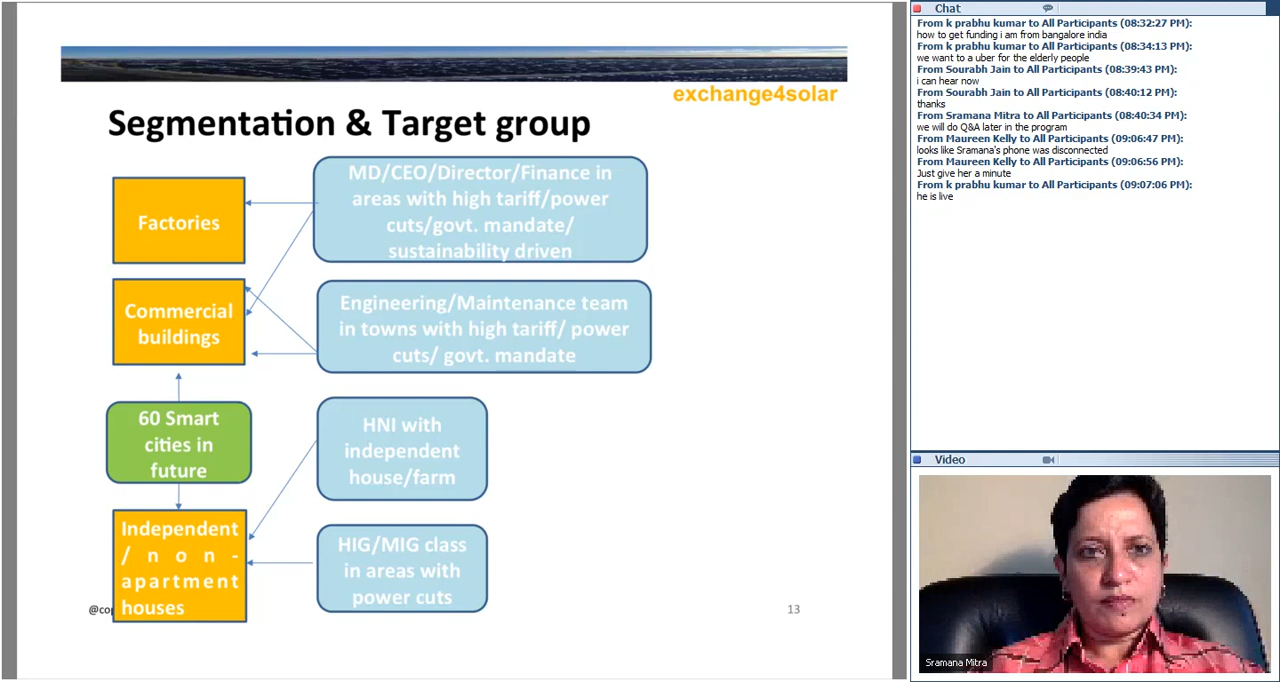 exchange4solar
Segmentation & Target group
Factories
MD/CEO/Director/Finance in
areas with high tariff/power
cuts/govt. mandate/
sustainability driven
Commercial
buildings
Engineering/Maintenance team
in towns with high tariff/ power
cuts/ govt. mandate
60 Smart
cities in
future
HNI with
independent
house/farm
Independent
/ non-
apartment
houses
HIG/MIG class
in areas with
power cuts
13
Chat
From k prabhu kumar to All Participants (08:32:27 PM):
how to get funding i am from bangalore india
From k prabhu kumar to All Participants (08:34:13 PM):
we want to a uber for the elderly people
From Sourabh Jain to All Participants (08:39:43 PM):
i can hear now
From Sourabh Jain to All Participants (08:40:12 PM):
thanks
From Sramana Mitra to All Participants (08:40:34 PM):
we will do Q&A later in the program
From Maureen Kelly to All Participants (09:06:47 PM):
looks like Sramana's phone was disconnected
From Maureen Kelly to All Participants (09:06:56 PM):
Just give her a minute
From k prabhu kumar to All Participants (09:07:06 PM):
he is live
Video
Sramana Mitra